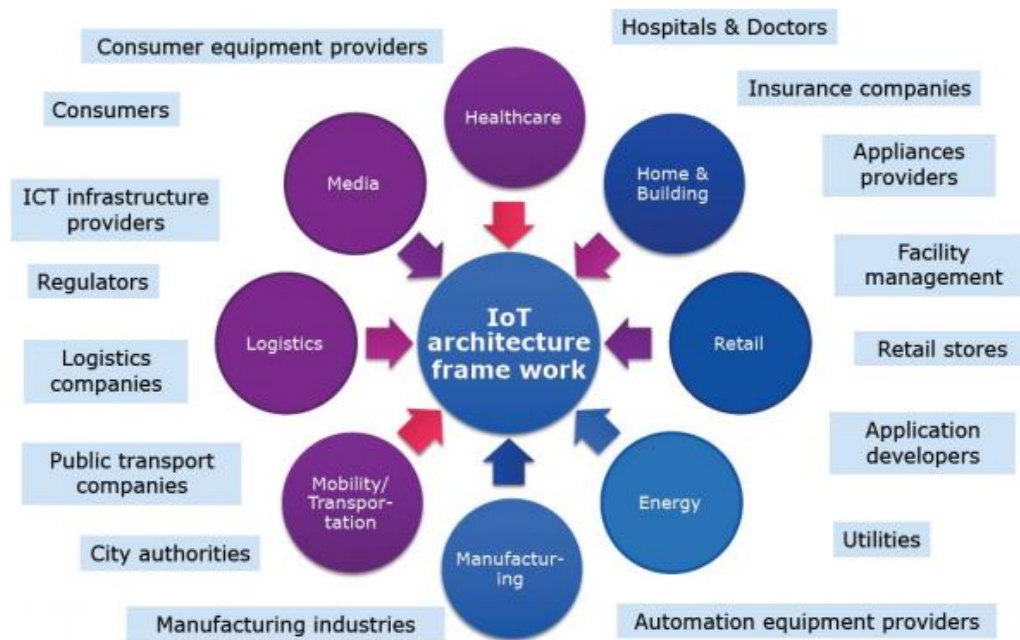 Hospitals & Doctors
Consumer equipment providers
Insurance companies
Consumers
Healthcare
Appliances
providers
Media
Home &
Building
ICT infrastructure
providers
Facility
management
Regulators
IoT
architecture
frame work
Logistics
Retail
Retail stores
Logistics
companies
Application
developers
Public transport
companies
Mobility/
Transpor-
tation
Energy
Utilities
City authorities
Manufactur-
ing
Manufacturing industries
Automation equipment providers